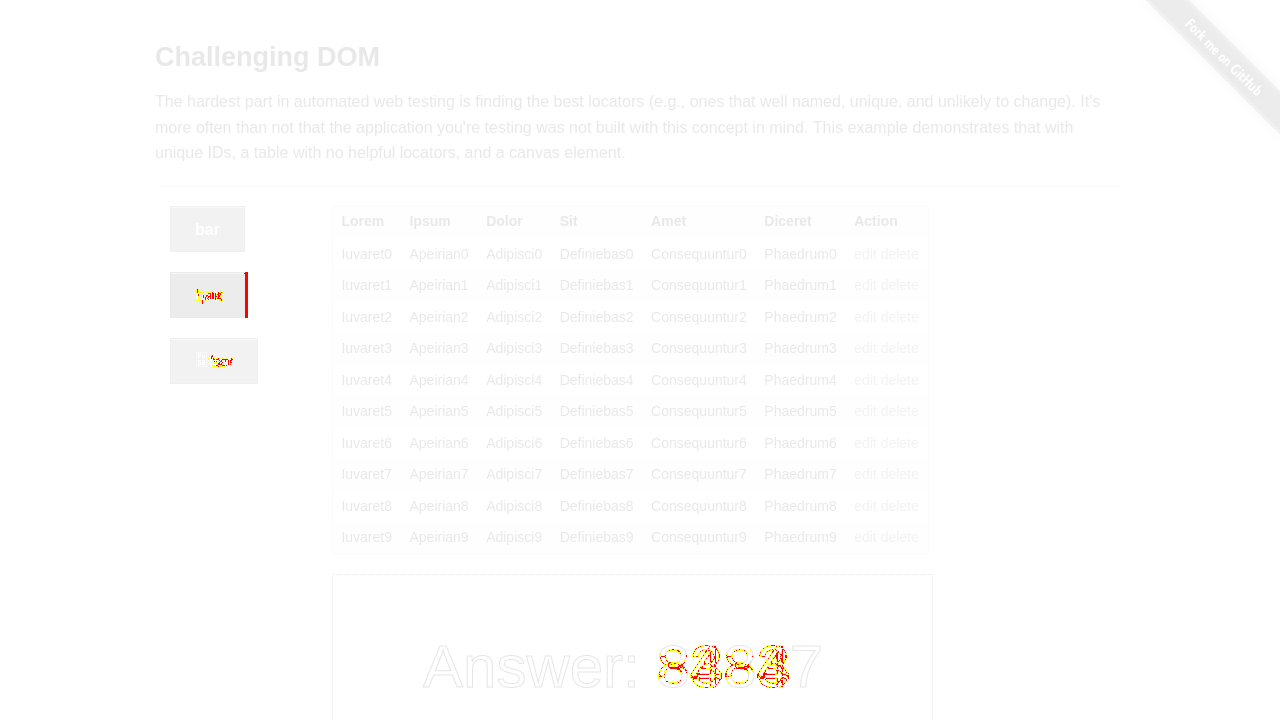 Fork me on GitHub
Challenging DOM
The hardest part in automated web testing is finding the best locators (e.g., ones that well named, unique, and unlikely to change). It's
more often than not that the application you're testing was not built with this concept in mind. This example demonstrates that with
unique IDs, a table with no helpful locators, and a canvas element.
bar
Lorem Ipsum Dolor Sit Amet Diceret Action
Iuvaret0 Apeirian0 Adipisci0 Definiebas0 Consequuntur0 Phaedrum0 edit delete
Iuvaret1 Apeirian1 Adipisci1 Definiebas1 Consequuntur1 Phaedrum1 edit delete
Iuvaret2 Apeirian2 Adipisci2 Definiebas2 Consequuntur2 Phaedrum2 edit delete
Iuvaret3 Apeirian3 Adipisci3 Definiebas3 Consequuntur3 Phaedrum3 edit delete
Iuvaret4 Apeirian4 Adipisci4 Definiebas4 Consequuntur4 Phaedrum4 edit delete
Iuvaret5 Apeirian5 Adipisci5 Definiebas5 Consequuntur5 Phaedrum5 edit delete
Iuvaret6 Apeirian6 Adipisci6 Definiebas6 Consequuntur6 Phaedrum6 edit delete
Iuvaret7 Apeirian7 Adipisci7 Definiebas7 Consequuntur7 Phaedrum7 edit delete
Iuvaret8 Apeirian8 Adipisci8 Definiebas8 Consequuntur8 Phaedrum8 edit delete
Iuvaret9 Apeirian9 Adipisci9 Definiebas9 Consequuntur9 Phaedrum9 edit delete
Answer: